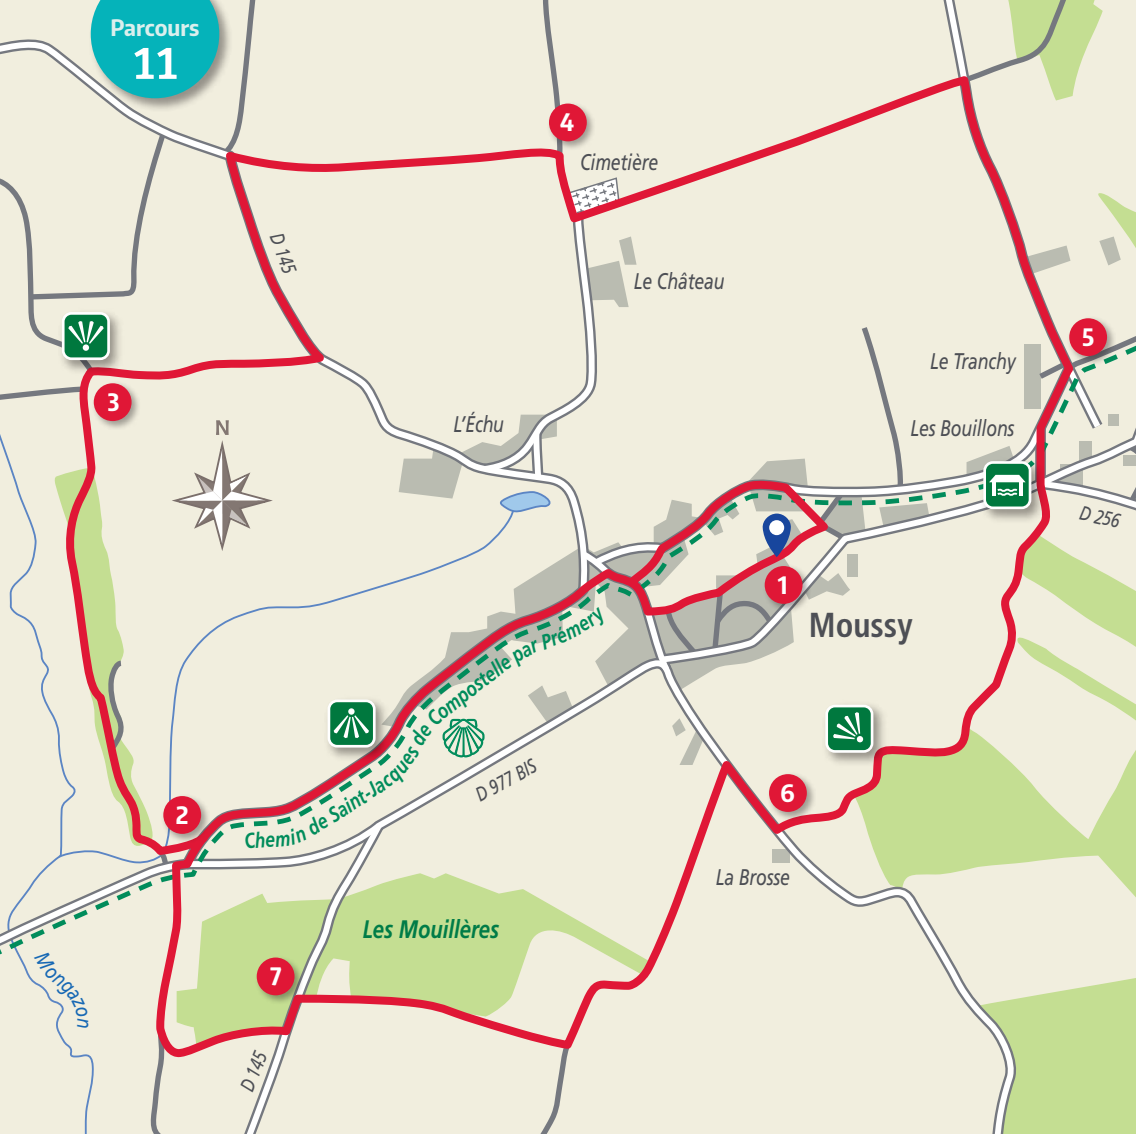 Parcours
11
4
Cimetière
D 145
Le Château
5
Le Tranchy
3
L'Échu
Les Bouillons
N
D 256
1
Moussy
Chemin de Saint-Jacques de Compostelle par Prémery
D 977 BIS
6
2
La Brosse
Les Mouillères
7
Mongazon
D 145